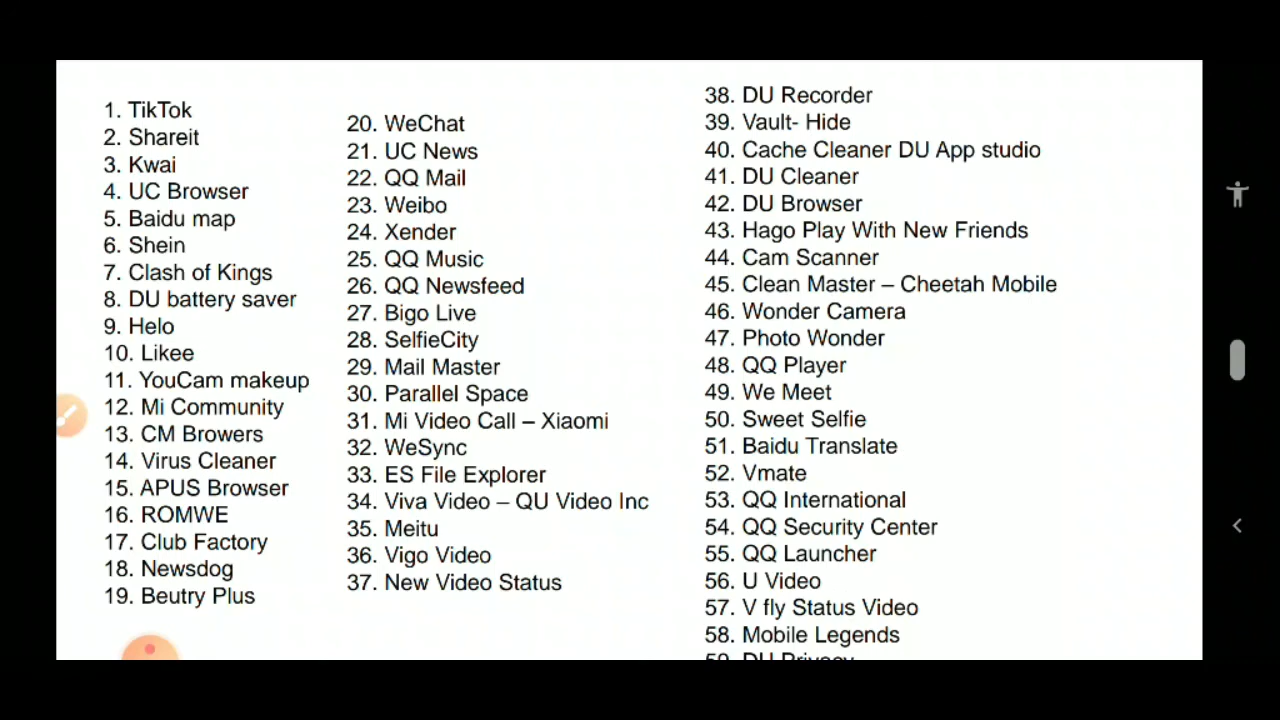 1. TikTok
2. Shareit
3. Kwai
4. UC Browser
5. Baidu map
6. Shein
7. Clash of Kings
8. DU battery saver
9. Helo
10. Likee
11. YouCam makeup
12. Mi Community
13. CM Browers
14. Virus Cleaner
15. APUS Browser
16. ROMWE
17. Club Factory
18. Newsdog
19. Beutry Plus
20. WeChat
21. UC News
22. QQ Mail
23. Weibo
24. Xender
25. QQ Music
26. QQ Newsfeed
27. Bigo Live
28. SelfieCity
29. Mail Master
30. Parallel Space
31. Mi Video Call – Xiaomi
32. WeSync
33. ES File Explorer
34. Viva Video – QU Video Inc
35. Meitu
36. Vigo Video
37. New Video Status
38. DU Recorder
39. Vault- Hide
40. Cache Cleaner DU App studio
41. DU Cleaner
42. DU Browser
43. Hago Play With New Friends
44. Cam Scanner
45. Clean Master – Cheetah Mobile
46. Wonder Camera
47. Photo Wonder
48. QQ Player
49. We Meet
50. Sweet Selfie
51. Baidu Translate
52. Vmate
53. QQ International
54. QQ Security Center
55. QQ Launcher
56. U Video
57. V fly Status Video
58. Mobile Legends
59. DU Privacy